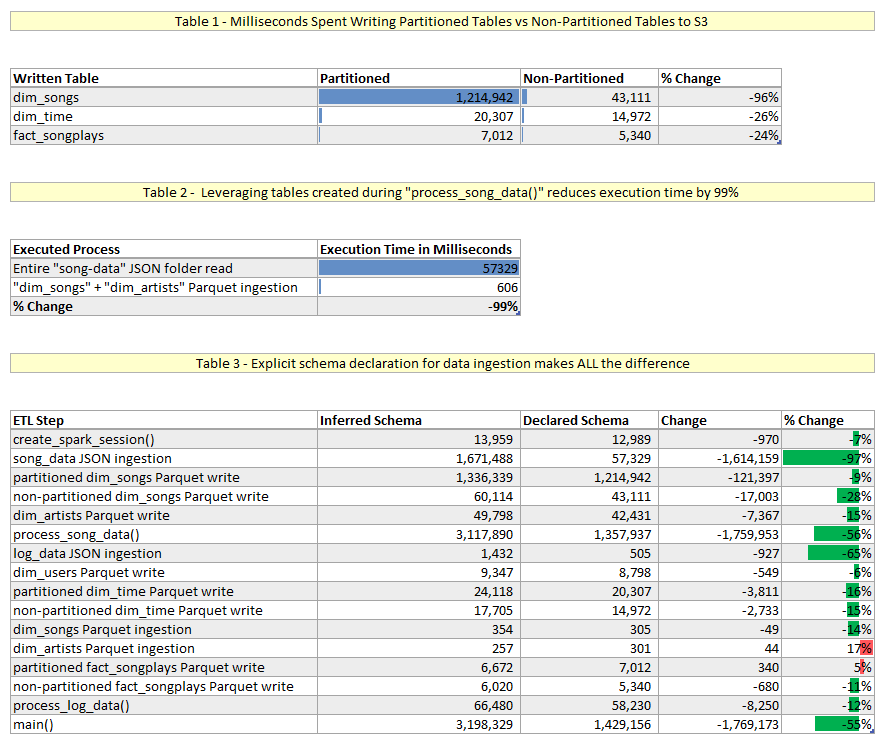 Table 1 - Milliseconds Spent Writing Partitioned Tables vs Non-Partitioned Tables to S3
Written Table Partitioned Non-Partitioned % Change
dim_songs 1,214,942 43,111 -96%
dim_time 20,307 14,972 -26%
fact_songplays 7,012 5,340 -24%
Table 2 - Leveraging tables created during "process_song_data()" reduces execution time by 99%
Executed Process Execution Time in Milliseconds
Entire "song-data" JSON folder read 57329
"dim_songs" + "dim_artists" Parquet ingestion 606
% Change -99%
Table 3 - Explicit schema declaration for data ingestion makes ALL the difference
ETL Step Inferred Schema Declared Schema Change % Change
create_spark_session() 13,959 12,989 -970 -7%
song_data JSON ingestion 1,671,488 57,329 -1,614,159 -97%
partitioned dim_songs Parquet write 1,336,339 1,214,942 -121,397 -9%
non-partitioned dim_songs Parquet write 60,114 43,111 -17,003 -28%
dim_artists Parquet write 49,798 42,431 -7,367 -15%
process_song_data() 3,117,890 1,357,937 -1,759,953 -56%
log_data JSON ingestion 1,432 505 -927 -65%
dim_users Parquet write 9,347 8,798 -549 -6%
partitioned dim_time Parquet write 24,118 20,307 -3,811 -16%
non-partitioned dim_time Parquet write 17,705 14,972 -2,733 -15%
dim_songs Parquet ingestion 354 305 -49 -14%
dim_artists Parquet ingestion 257 301 44 17%
partitioned fact_songplays Parquet write 6,672 7,012 340 5%
non-partitioned fact_songplays Parquet write 6,020 5,340 -680 -11%
process_log_data() 66,480 58,230 -8,250 -12%
main() 3,198,329 1,429,156 -1,769,173 -55%